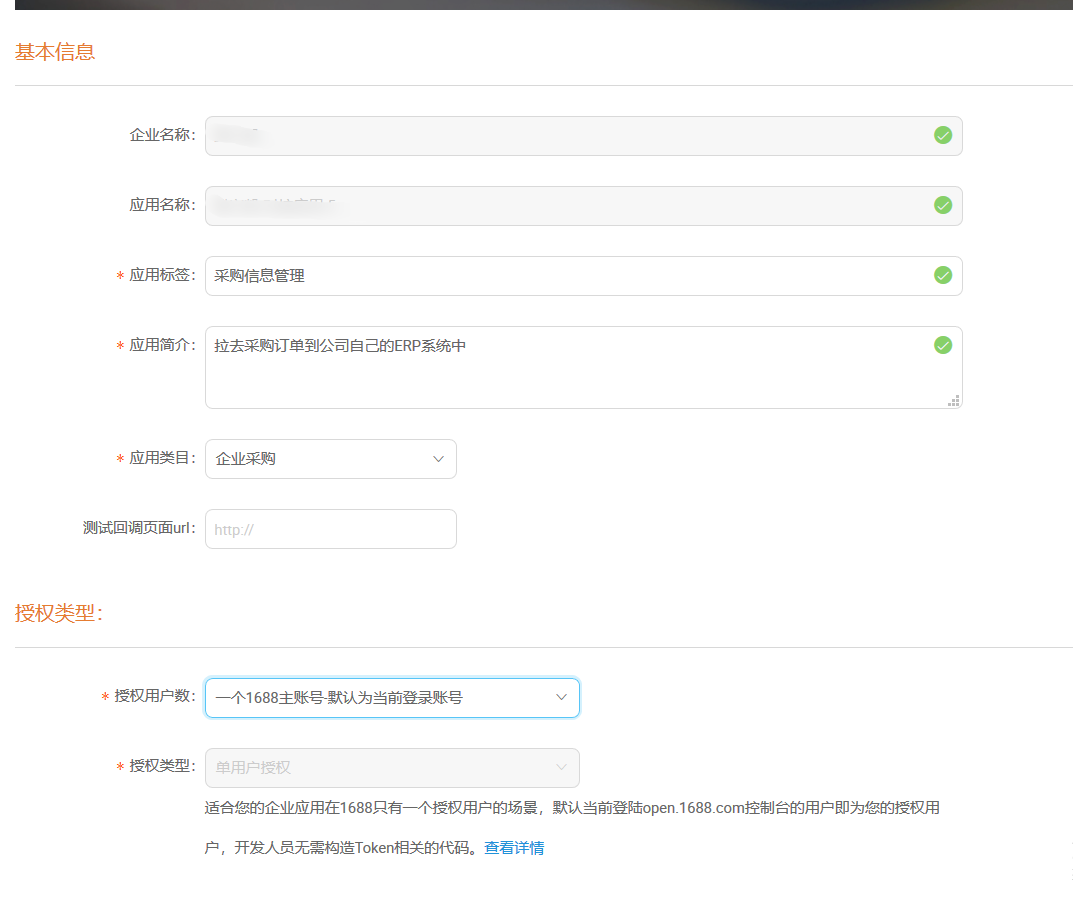 基本信息
企业名称：
应用名称：
* 应用标签： 采购信息管理
* 应用简介： 拉去采购订单到公司自己的ERP系统中
* 应用类目： 企业采购
测试回调页面url： http://
授权类型：
* 授权用户数： 一个1688主账号-默认为当前登录账号
* 授权类型： 单用户授权
适合您的企业应用在1688只有一个授权用户的场景，默认当前登陆open.1688.com控制台的用户即为您的授权用
户，开发人员无需构造Token相关的代码。查看详情